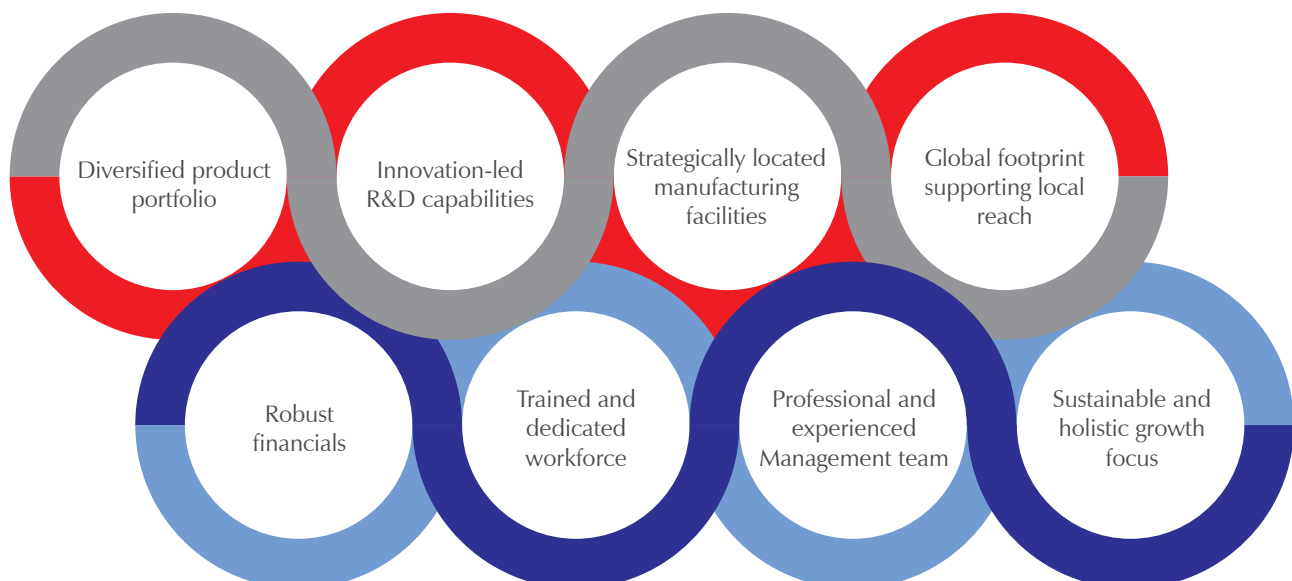 Diversified product
portfolio
Innovation-led
R&D capabilities
Strategically located
manufacturing
facilities
Global footprint
supporting local
reach
Robust
financials
Trained and
dedicated
workforce
Professional and
experienced
Management team
Sustainable and
holistic growth
focus